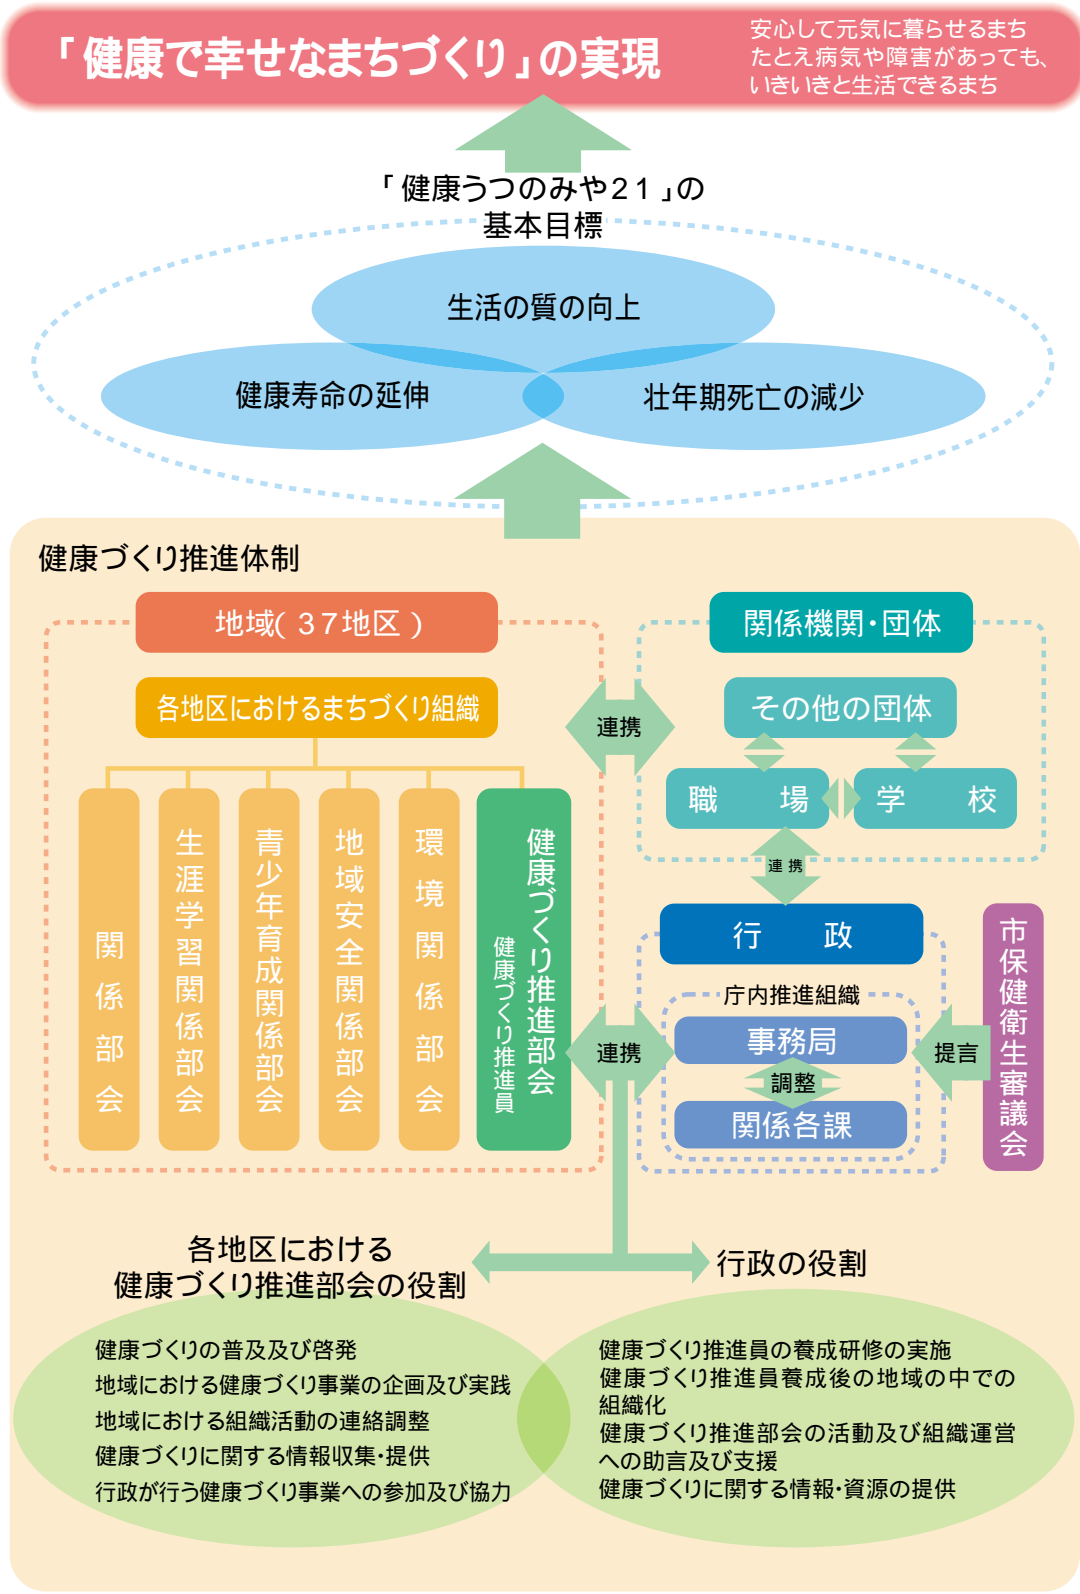 「健康で幸せなまちづくり」の実現
安心して元気に暮らせるまち
たとえ病気や障害があっても、
いきいきと生活できるまち
「健康うつのみや21」の
基本目標
生活の質の向上
健康寿命の延伸
壮年期死亡の減少
健康づくり推進体制
地域(37地区)
各地区におけるまちづくり組織
関係部会
生涯学習関係部会
青少年育成関係部会
地域安全関係部会
環境関係部会
健康づくり推進部会
健康づくり推進員
連携
関係機関・団体
その他の団体
職場
学校
連携
行政
庁内推進組織
事務局
調整
関係各課
連携
提言
市保健衛生審議会
各地区における
健康づくり推進部会の役割
健康づくりの普及及び啓発
地域における健康づくり事業の企画及び実践
地域における組織活動の連絡調整
健康づくりに関する情報収集・提供
行政が行う健康づくり事業への参加及び協力
行政の役割
健康づくり推進員の養成研修の実施
健康づくり推進員養成後の地域の中での
組織化
健康づくり推進部会の活動及び組織運営
への助言及び支援
健康づくりに関する情報・資源の提供